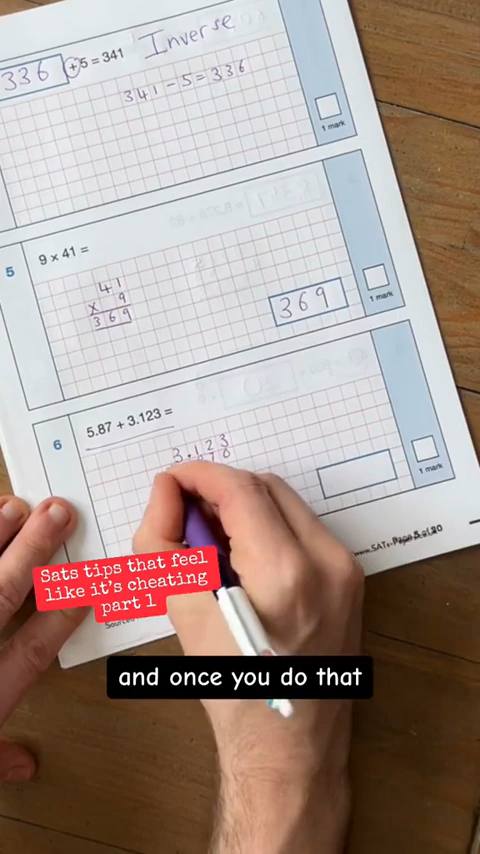 336 + 5 = 341
Inverse
341 - 5 = 336
1 mark
5
9 × 41 =
41
× 9
369
369
1 mark
6
5.87 + 3.123 =
3.123
1 mark
Sats tips that feel
like it's cheating
part 1
and once you do that